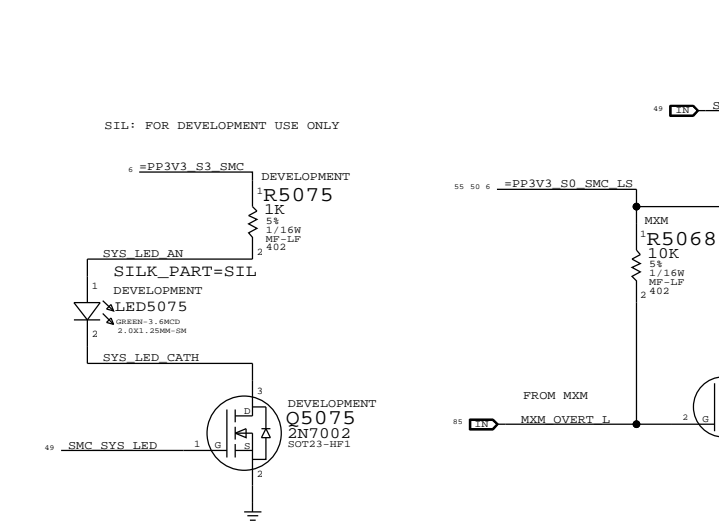 49 IN S
SIL: FOR DEVELOPMENT USE ONLY
6 =PP3V3_S3_SMC
DEVELOPMENT
1 R5075
1K
5%
1/16W
MF-LF
402
2
SYS_LED_AN
SILK_PART=SIL
1
DEVELOPMENT
LED5075
GREEN-3.6MCD
2.0X1.25MM-SM
2
SYS_LED_CATH
3
DEVELOPMENT
Q5075
2N7002
SOT23-HF1
D
G
S
49 SMC_SYS_LED 1
2
55 50 6 =PP3V3_S0_SMC_LS
MXM
1 R5068
10K
5%
1/16W
MF-LF
402
2
FROM MXM
85 IN MXM_OVERT_L
2 G